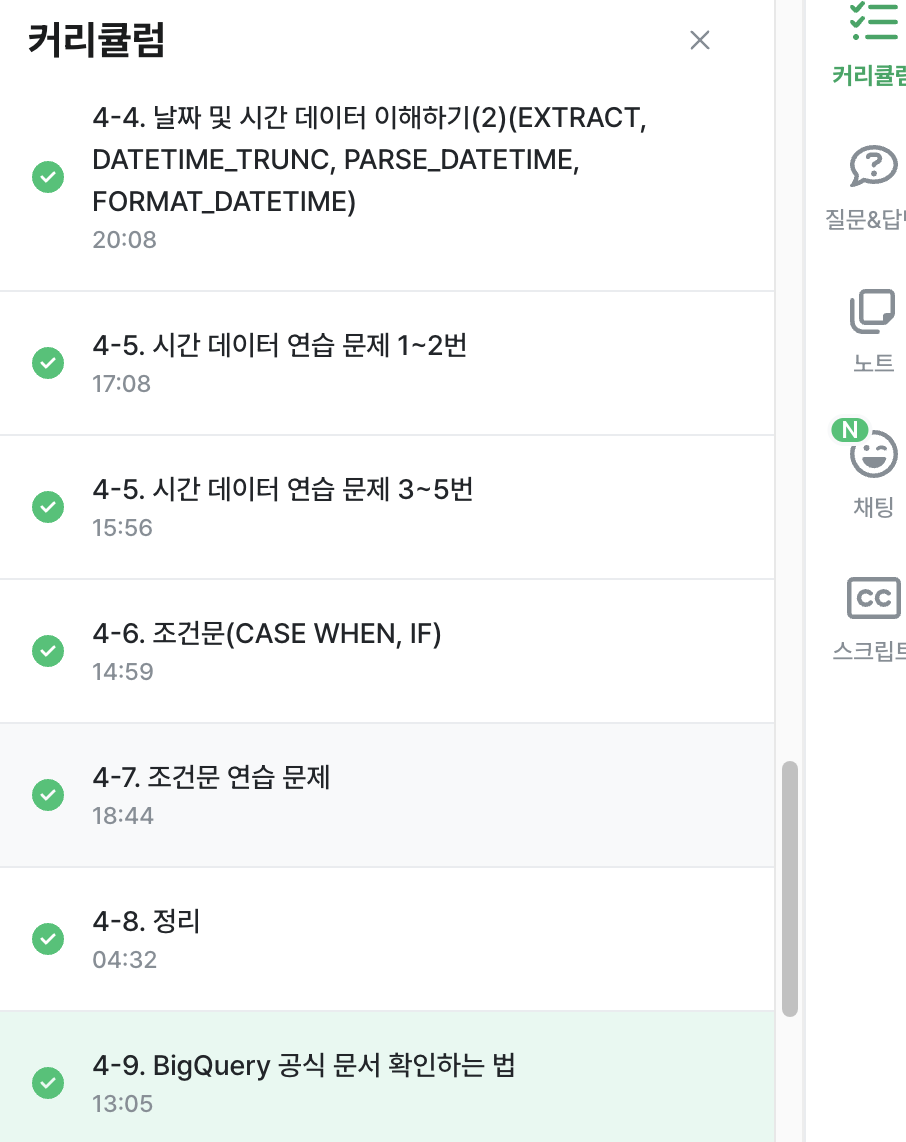 커리큘럼
4-4. 날짜 및 시간 데이터 이해하기(2)(EXTRACT,
DATETIME_TRUNC, PARSE_DATETIME,
FORMAT_DATETIME)
20:08
4-5. 시간 데이터 연습 문제 1~2번
17:08
4-5. 시간 데이터 연습 문제 3~5번
15:56
4-6. 조건문(CASE WHEN, IF)
14:59
4-7. 조건문 연습 문제
18:44
4-8. 정리
04:32
4-9. BigQuery 공식 문서 확인하는 법
13:05
커리큘럼
질문&답변
노트
N
채팅
CC
스크립트